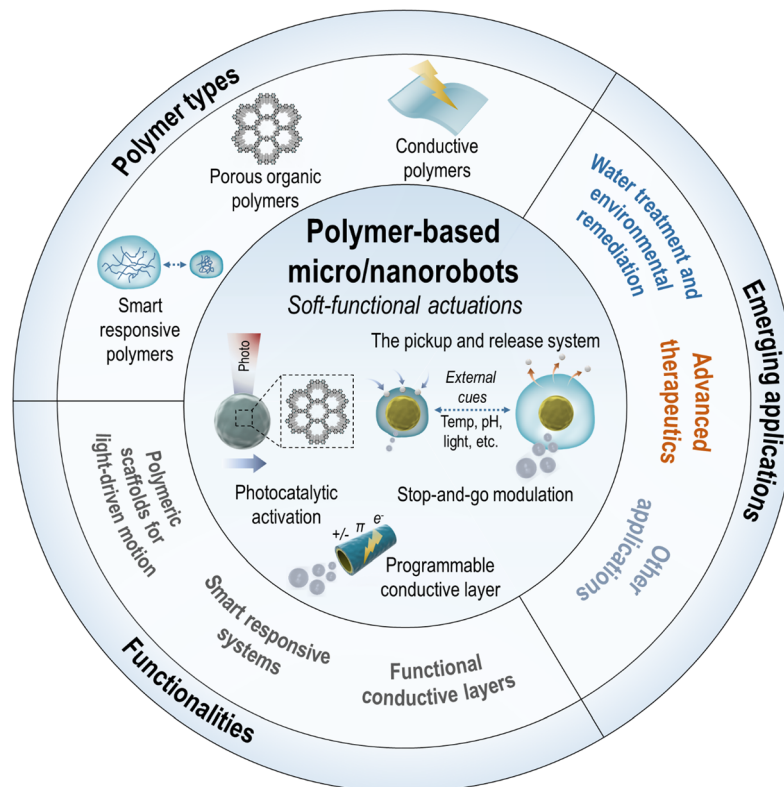 Polymer types
Porous organic
polymers
Conductive
polymers
Smart
responsive
polymers
Water treatment and
environmental
remediation
Advanced
therapeutics
Other
applications
Emerging applications
Polymer-based
micro/nanorobots
Soft-functional actuations
Photo
Photocatalytic
activation
The pickup and release system
External
cues
Temp, pH,
light, etc.
Stop-and-go modulation
+/- π e-
Programmable
conductive layer
Polymeric
scaffolds for
light-driven motion
Smart responsive
systems
Functional
conductive layers
Functionalities